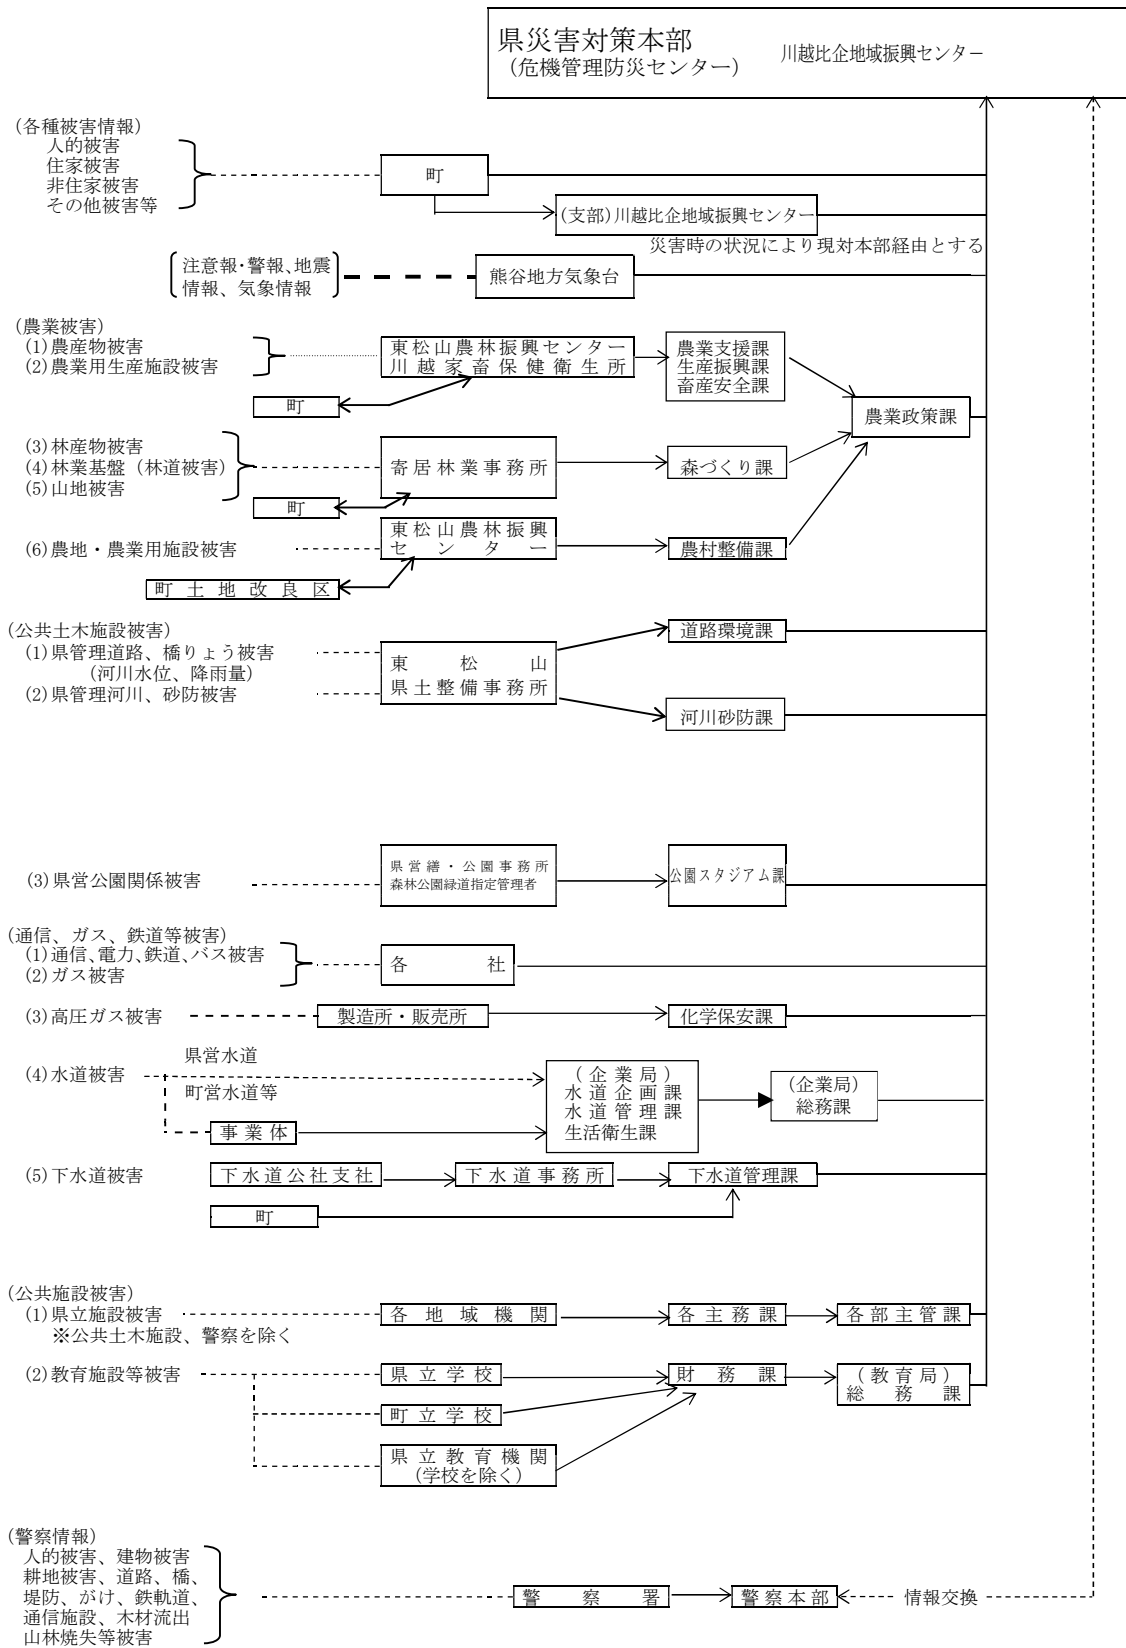 県災害対策本部
（危機管理防災センター）
川越比企地域振興センター
(各種被害情報)
人的被害
住家被害
非住家被害
その他被害等
町
(支部)川越比企地域振興センター
災害時の状況により現対本部経由とする
注意報・警報、地震
情報、気象情報
熊谷地方気象台
(農業被害)
(1)農産物被害
(2)農業用生産施設被害
東松山農林振興センター
川越家畜保健衛生所
農業支援課
生産振興課
畜産安全課
町
農業政策課
(3)林産物被害
(4)林業基盤（林道被害）
(5)山地被害
寄居林業事務所
森づくり課
町
(6)農地・農業用施設被害
東松山農林振興
センター
農村整備課
町土地改良区
(公共土木施設被害)
(1)県管理道路、橋りょう被害
(河川水位、降雨量)
(2)県管理河川、砂防被害
東松山
県土整備事務所
道路環境課
河川砂防課
(3)県営公園関係被害
県営繕・公園事務所
森林公園緑道指定管理者
公園スタジアム課
(通信、ガス、鉄道等被害)
(1)通信、電力、鉄道、バス被害
(2)ガス被害
各社
(3)高圧ガス被害
製造所・販売所
化学保安課
(4)水道被害
県営水道
町営水道等
事業体
（企業局）
水道企画課
水道管理課
生活衛生課
（企業局）
総務課
(5)下水道被害
下水道公社支社
下水道事務所
下水道管理課
町
(公共施設被害)
(1)県立施設被害
※公共土木施設、警察を除く
各地域機関
各主務課
各部主管課
(2)教育施設等被害
県立学校
財務課
（教育局）
総務課
町立学校
県立教育機関
(学校を除く)
(警察情報)
人的被害、建物被害
耕地被害、道路、橋、
堤防、がけ、鉄軌道、
通信施設、木材流出
山林焼失等被害
警察署
警察本部
情報交換